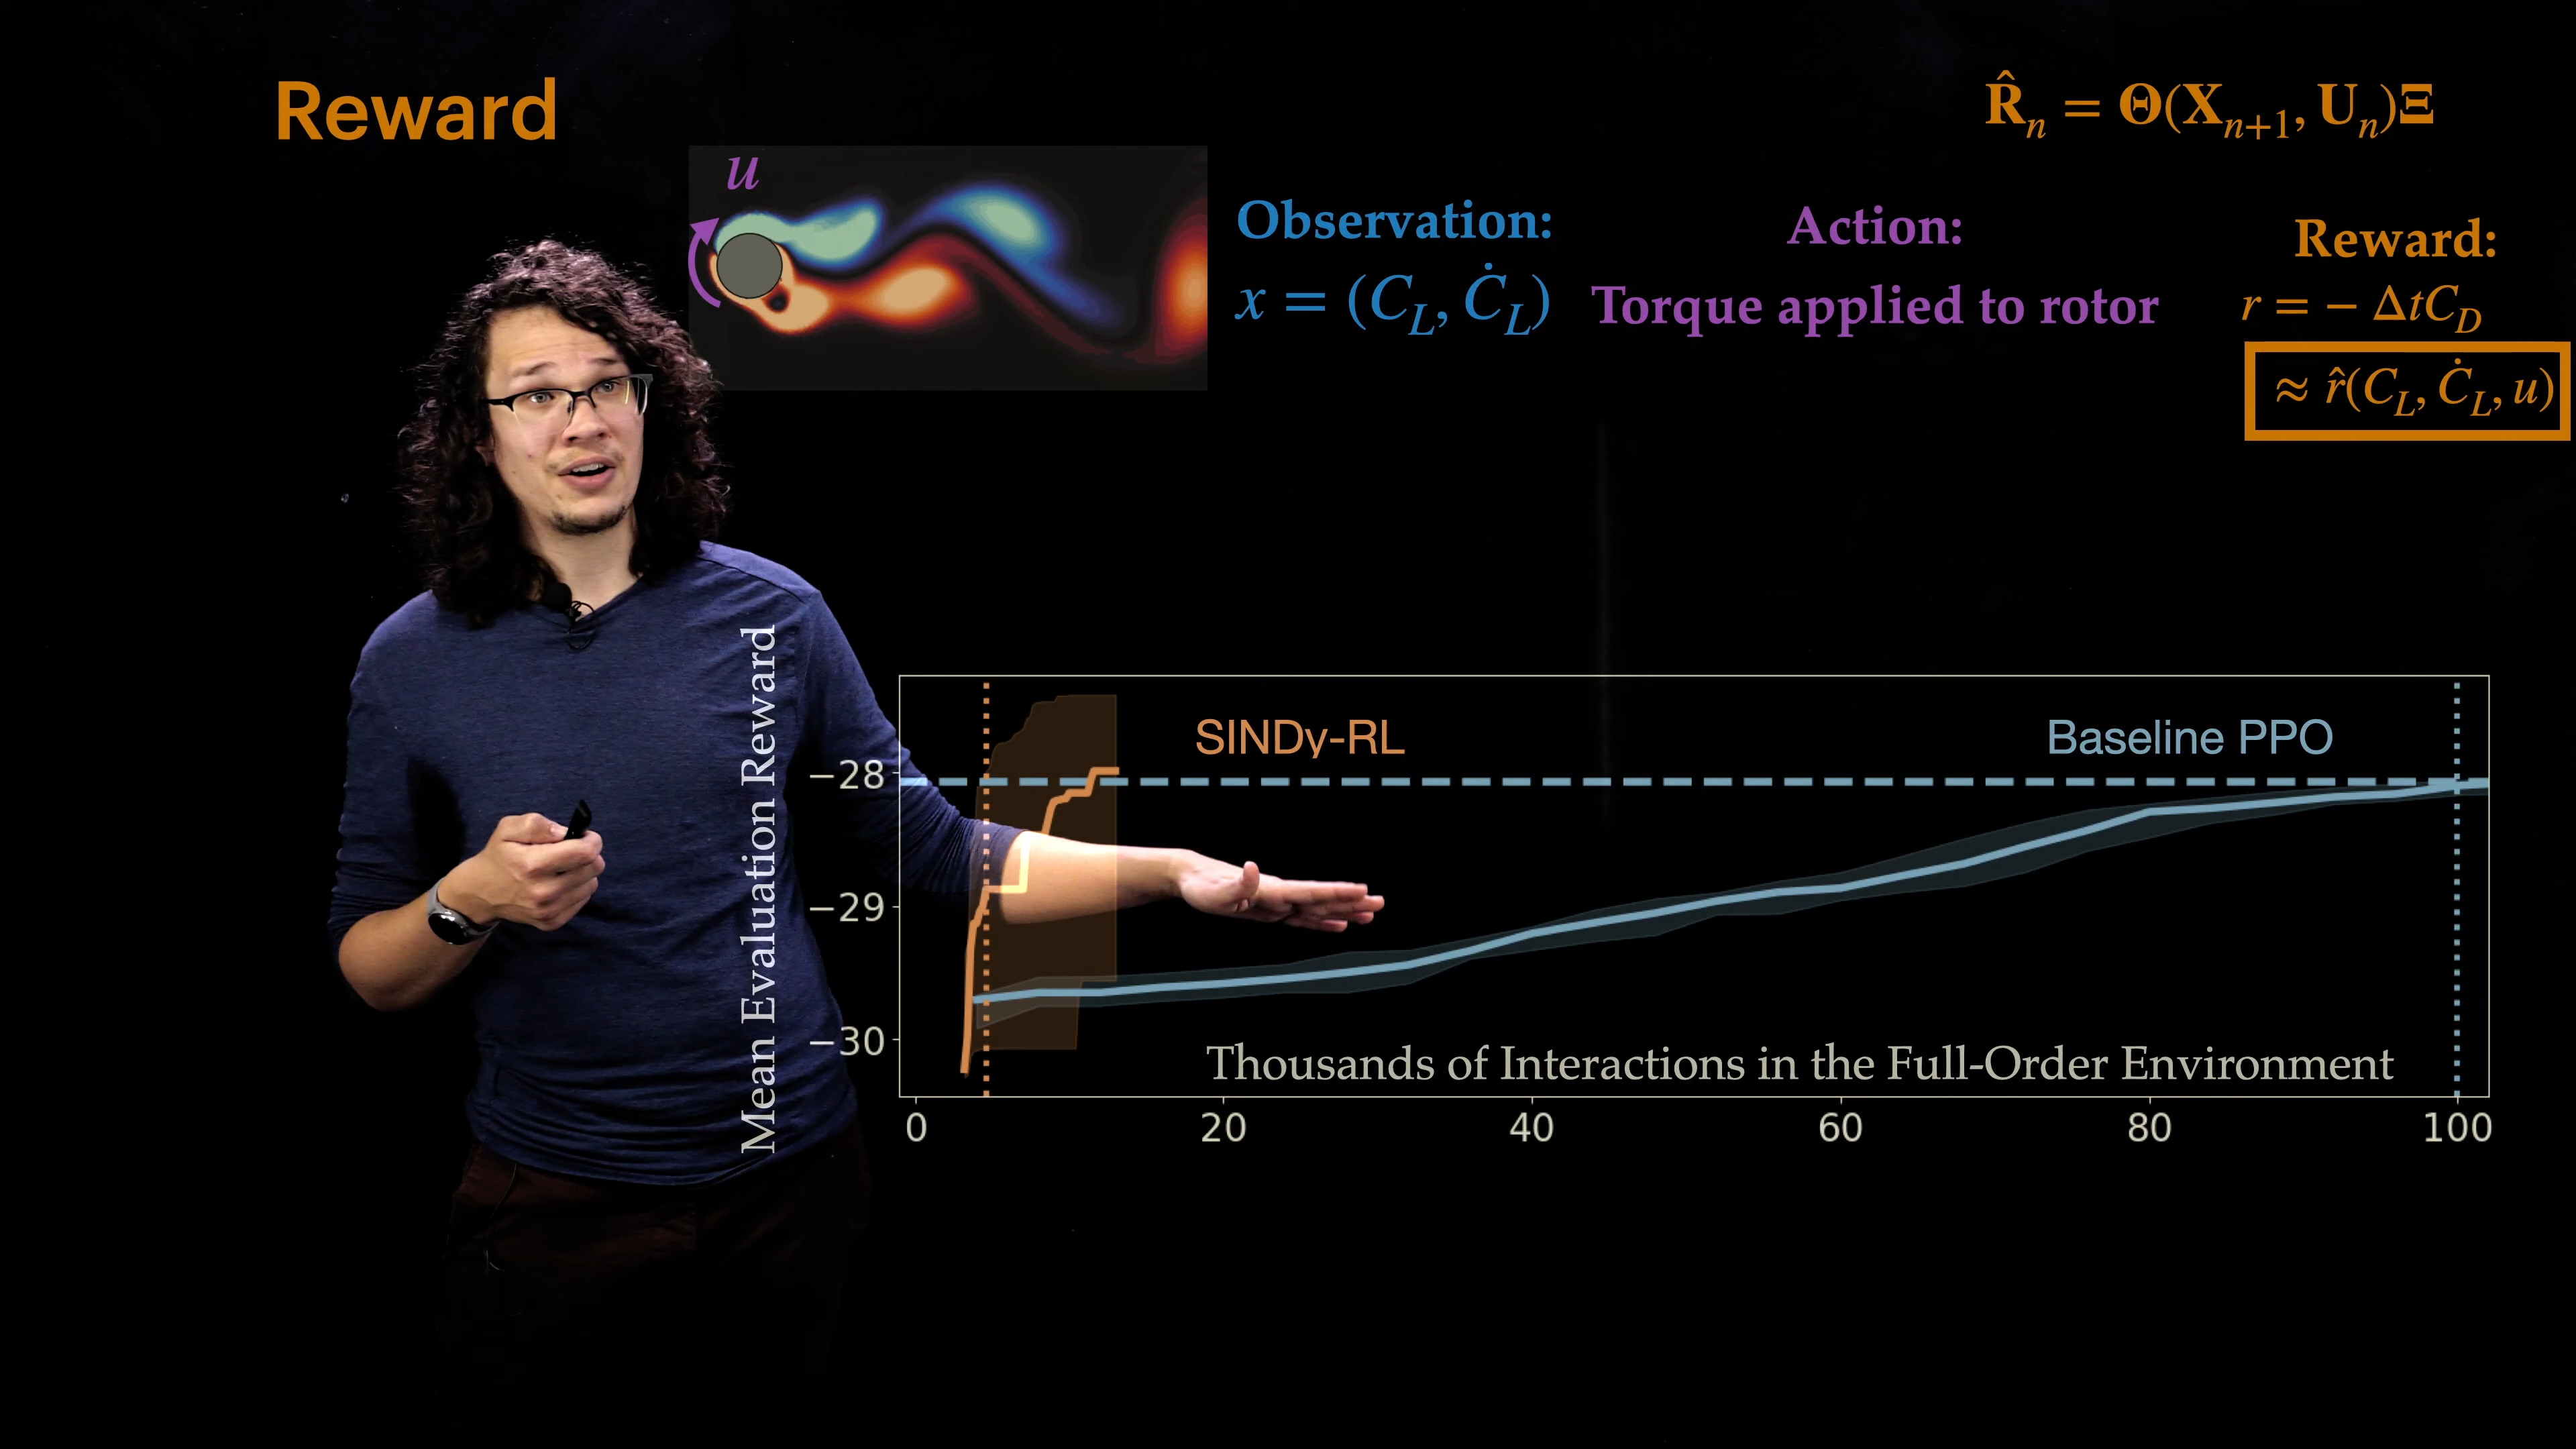 Reward
R̂ₙ = Θ(Xₙ₊₁, Uₙ)Ξ
u
Observation:
x = (C_L, Ċ_L)
Action:
Torque applied to rotor
Reward:
r = − ΔtC_D
≈ r̂(C_L, Ċ_L, u)
Mean Evaluation Reward
SINDy-RL
Baseline PPO
−28
−29
−30
Thousands of Interactions in the Full-Order Environment
0 20 40 60 80 100